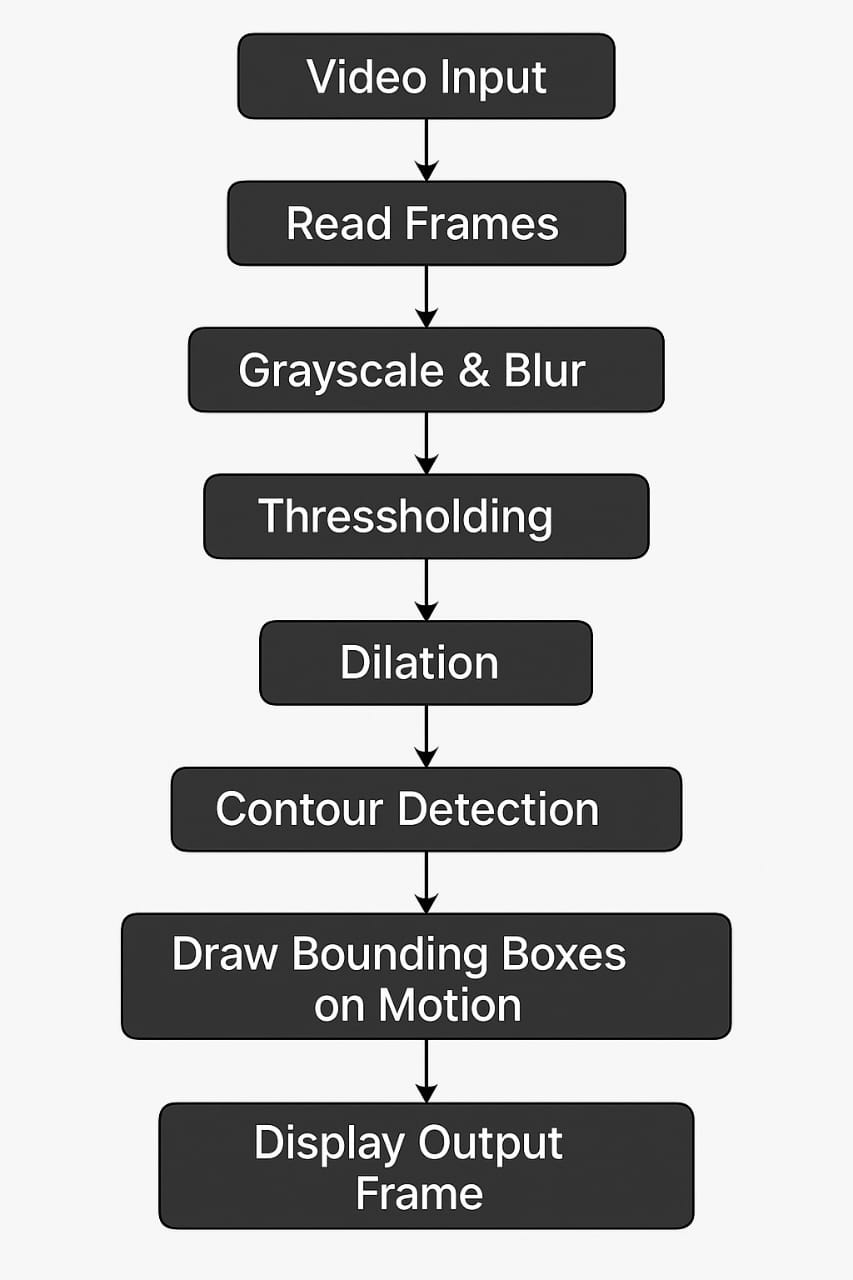 Video Input
Read Frames
Grayscale & Blur
Thressholding
Dilation
Contour Detection
Draw Bounding Boxes
on Motion
Display Output
Frame